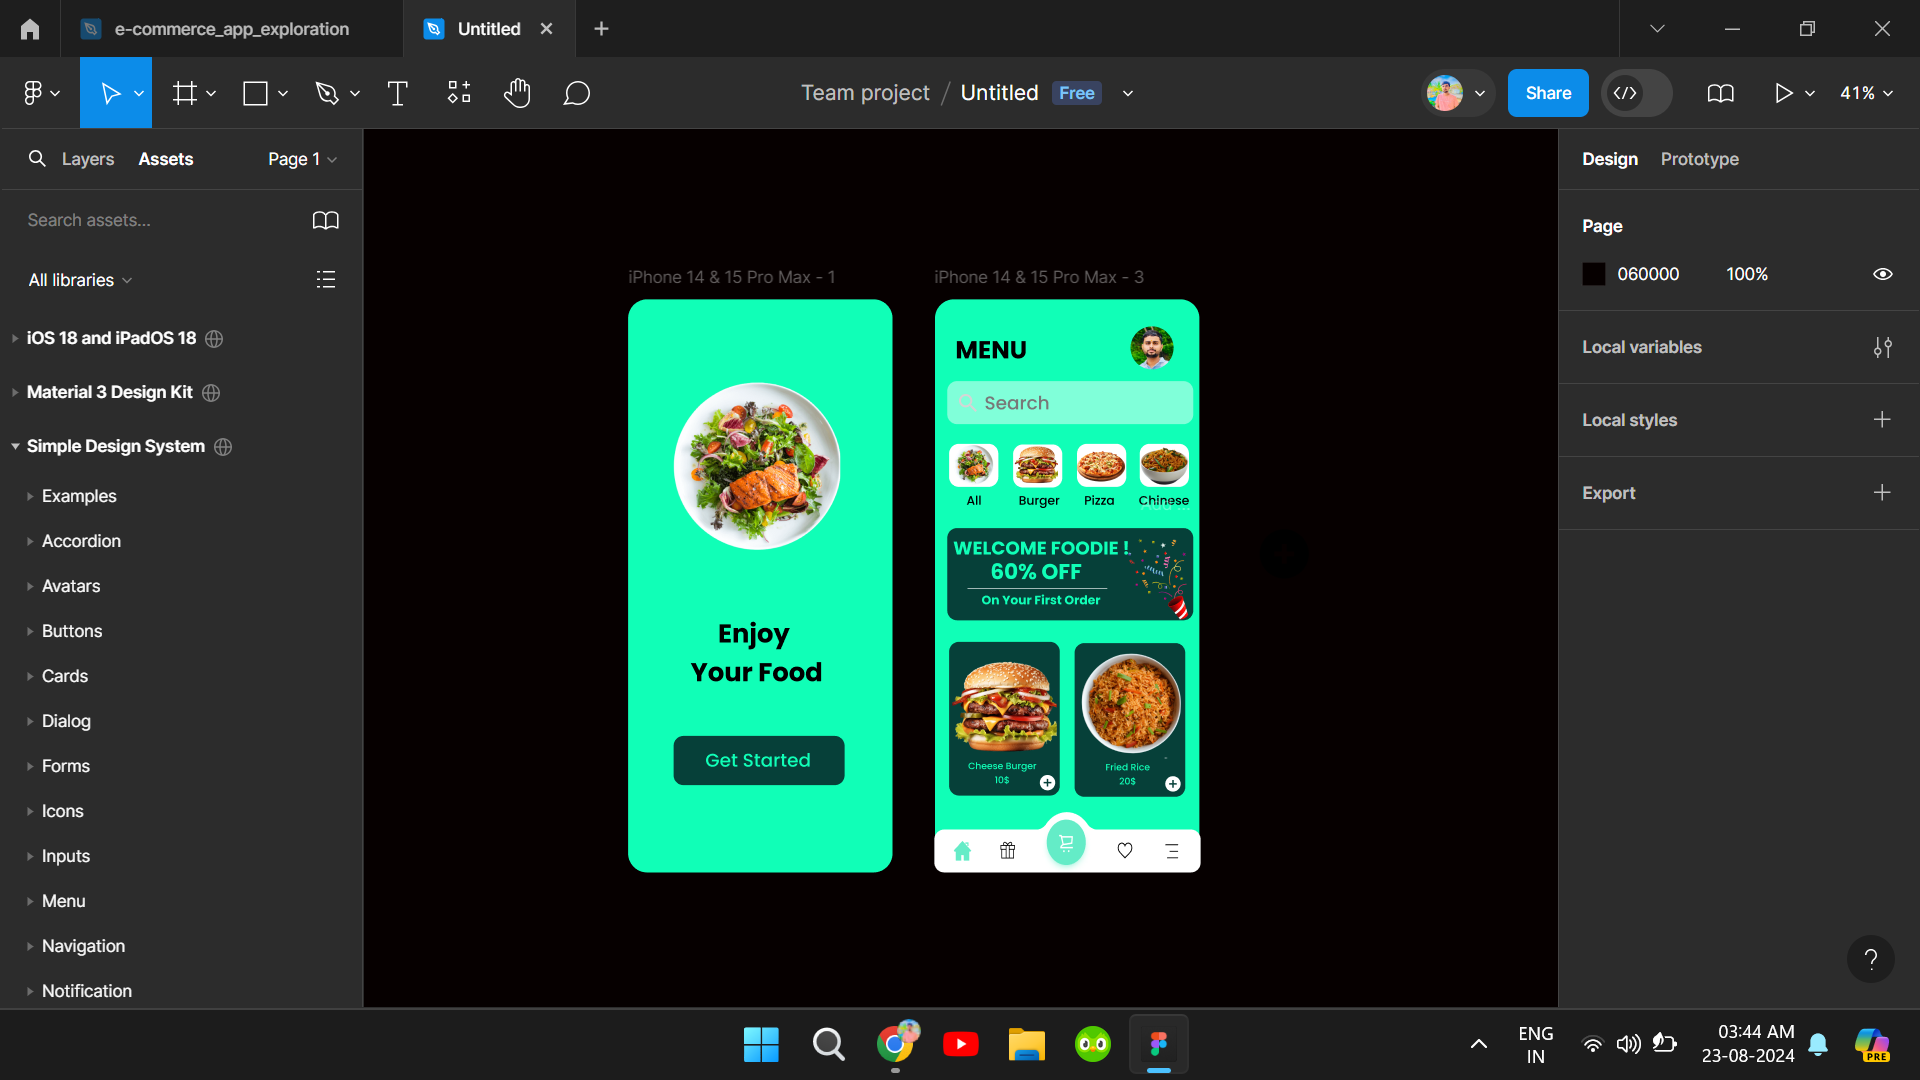 e-commerce_app_exploration
Untitled
Team project / Untitled Free
Share
41%
Layers
Assets
Page 1
Search assets...
All libraries
iOS 18 and iPadOS 18
Material 3 Design Kit
Simple Design System
Examples
Accordion
Avatars
Buttons
Cards
Dialog
Forms
Icons
Inputs
Menu
Navigation
Notification
iPhone 14 & 15 Pro Max - 1
Enjoy
Your Food
Get Started
iPhone 14 & 15 Pro Max - 3
MENU
Search
All
Burger
Pizza
Chinese
WELCOME FOODIE !
60% OFF
On Your First Order
Cheese Burger
10$
Fried Rice
20$
Design
Prototype
Page
060000
100%
Local variables
Local styles
Export
?
ENG
IN
03:44 AM
23-08-2024
PRE